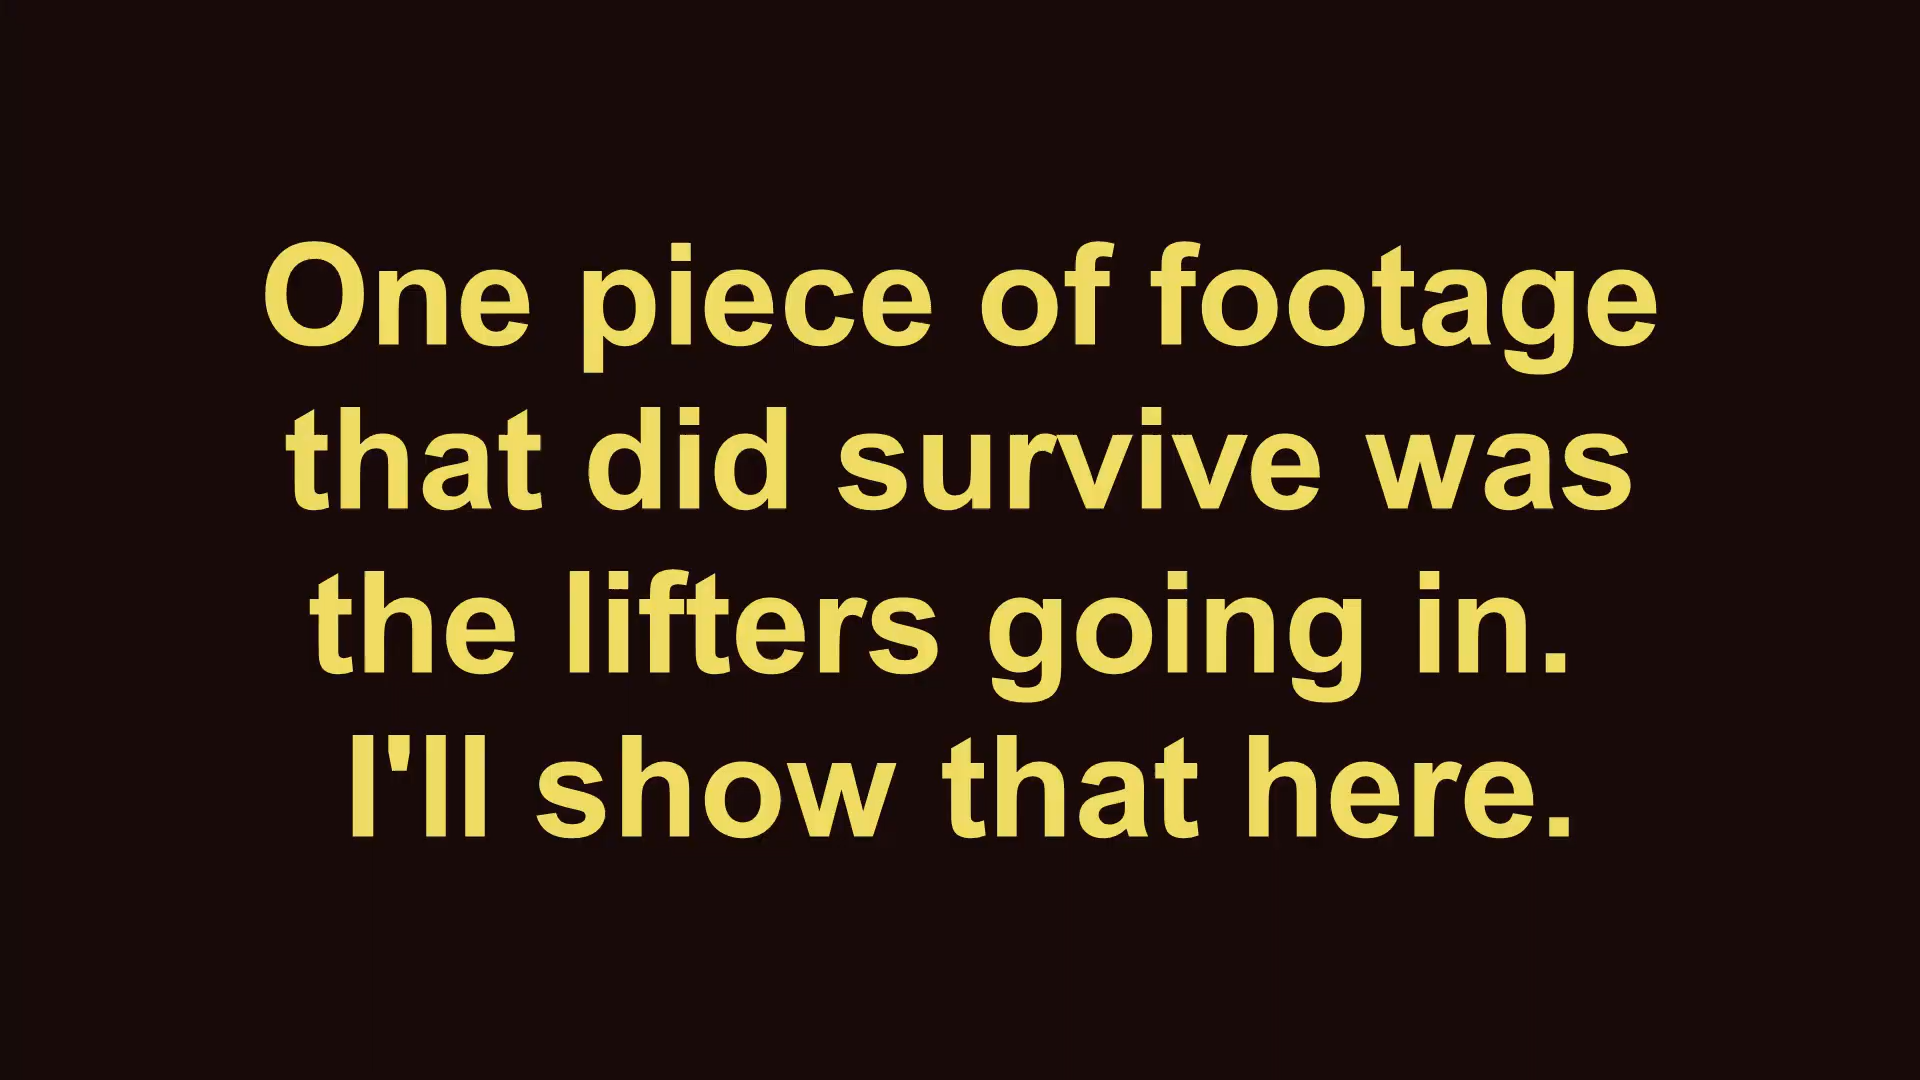 One piece of footage
that did survive was
the lifters going in.
I'll show that here.